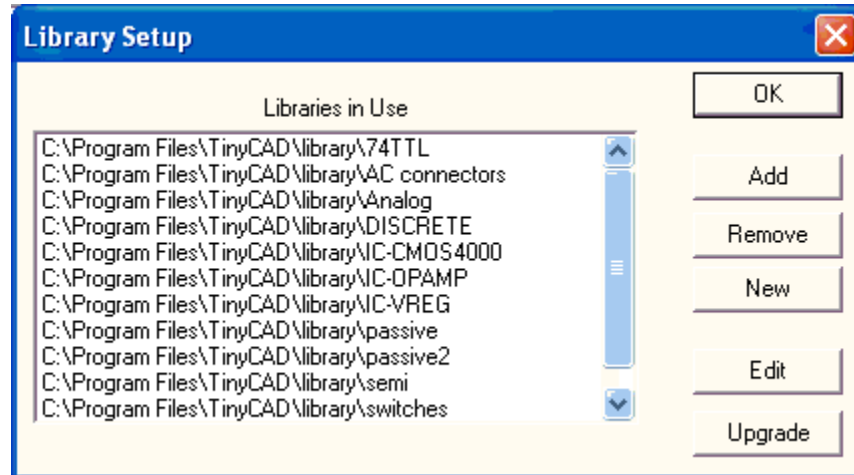 Library Setup
Libraries in Use
C:\Program Files\TinyCAD\library\74TTL
C:\Program Files\TinyCAD\library\AC connectors
C:\Program Files\TinyCAD\library\Analog
C:\Program Files\TinyCAD\library\DISCRETE
C:\Program Files\TinyCAD\library\IC-CMOS4000
C:\Program Files\TinyCAD\library\IC-OPAMP
C:\Program Files\TinyCAD\library\IC-VREG
C:\Program Files\TinyCAD\library\passive
C:\Program Files\TinyCAD\library\passive2
C:\Program Files\TinyCAD\library\semi
C:\Program Files\TinyCAD\library\switches
OK
Add
Remove
New
Edit
Upgrade